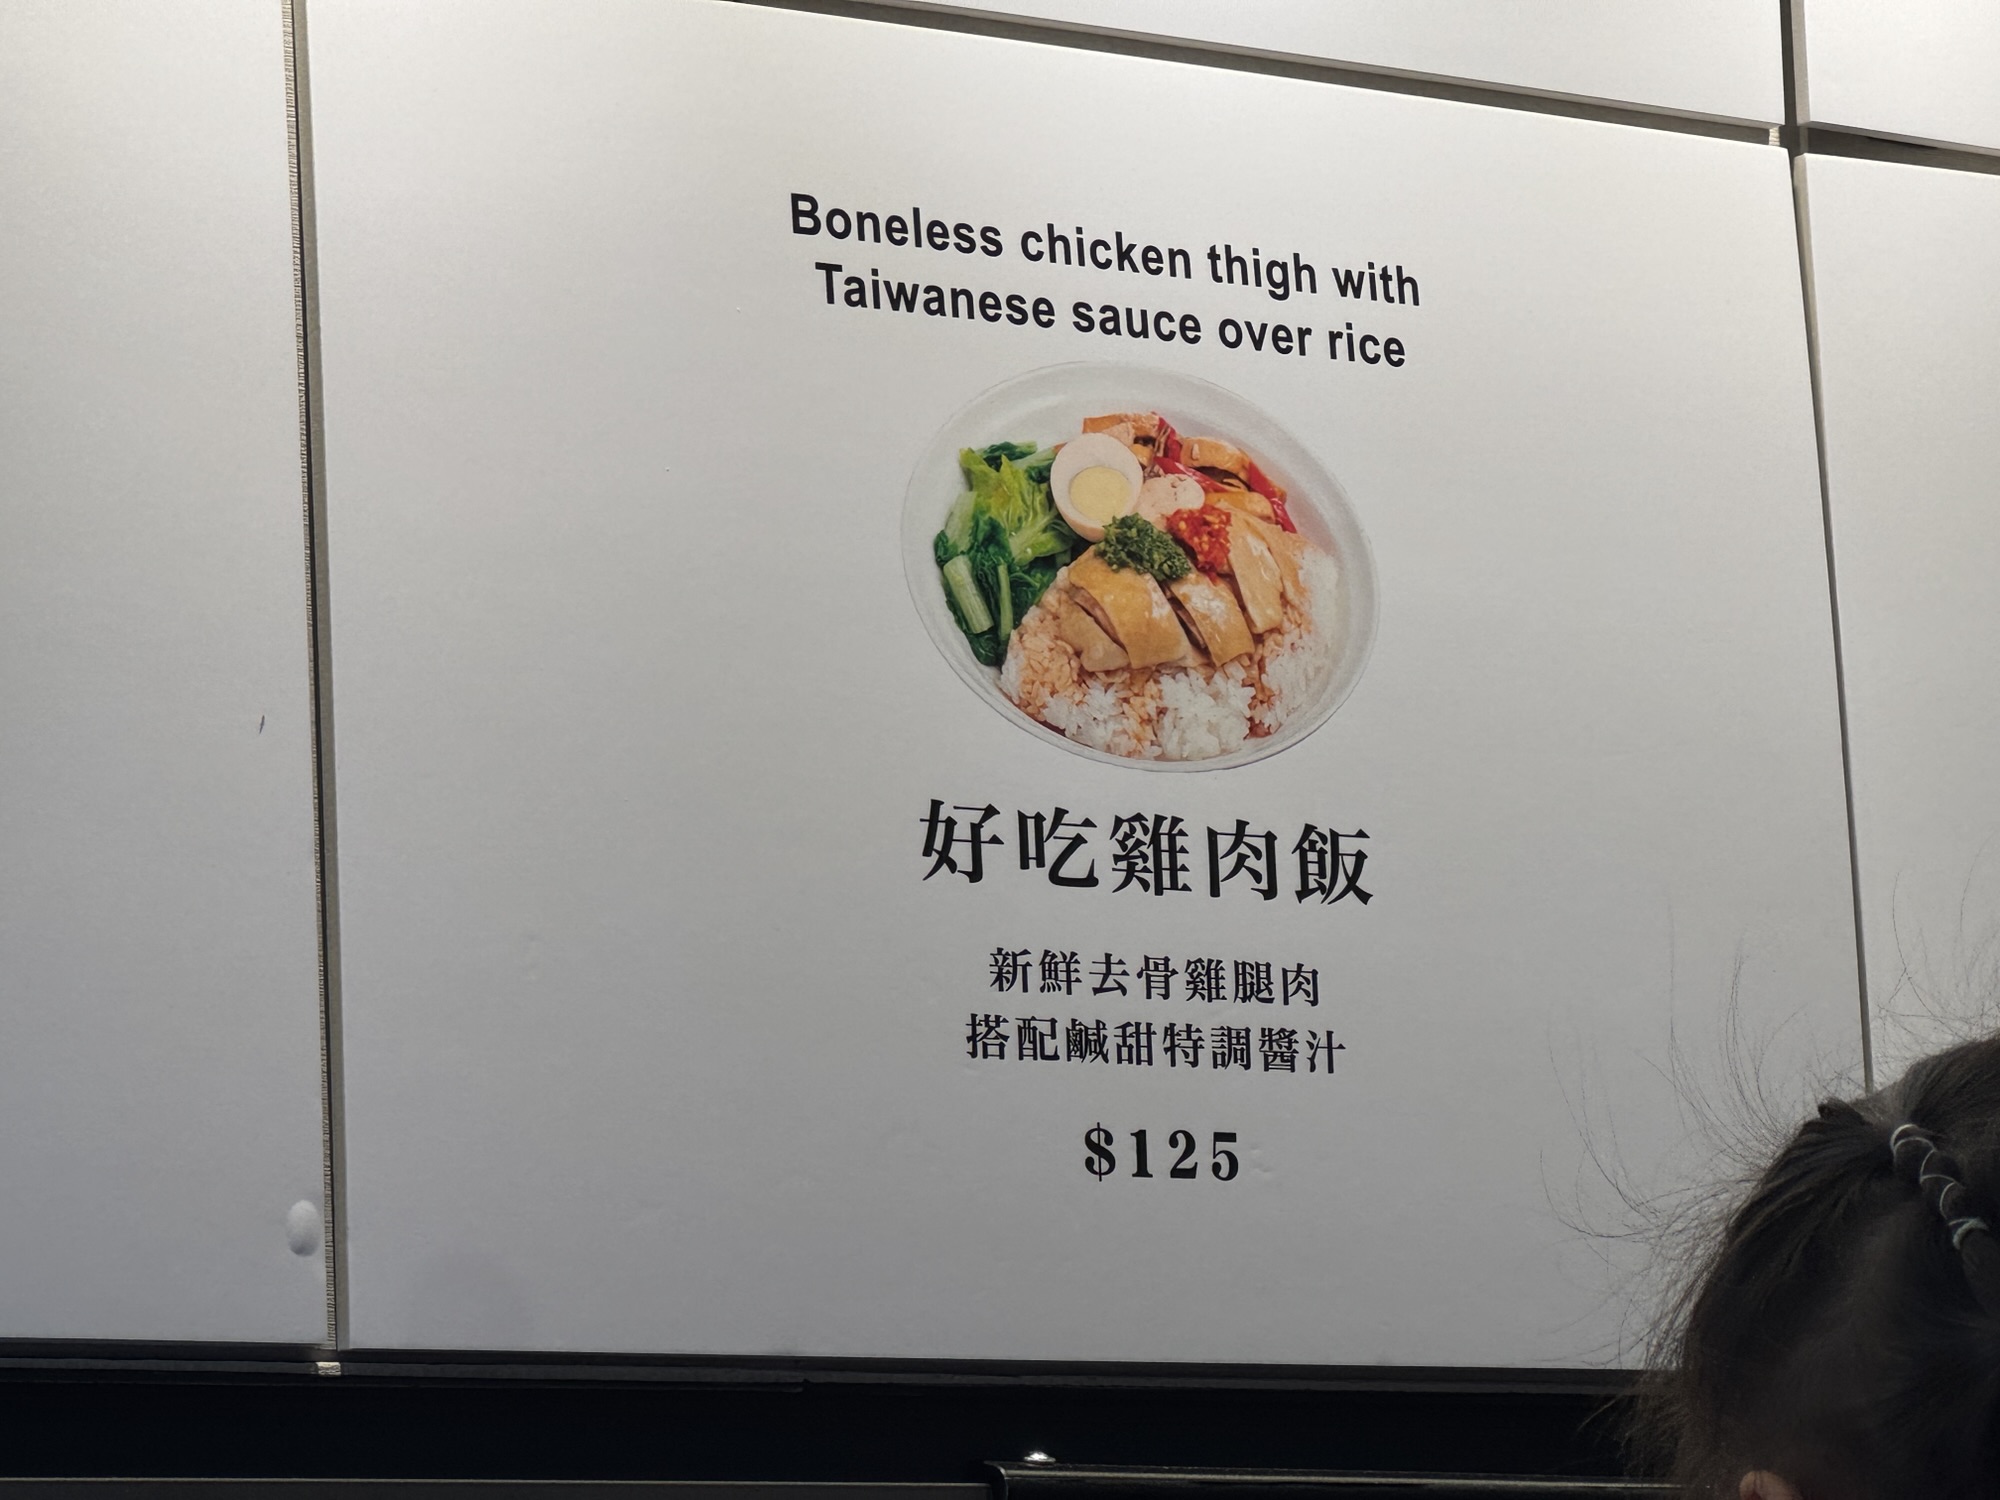 Boneless chicken thigh with
Taiwanese sauce over rice
好吃雞肉飯
新鮮去骨雞腿肉
搭配鹹甜特調醬汁
$125